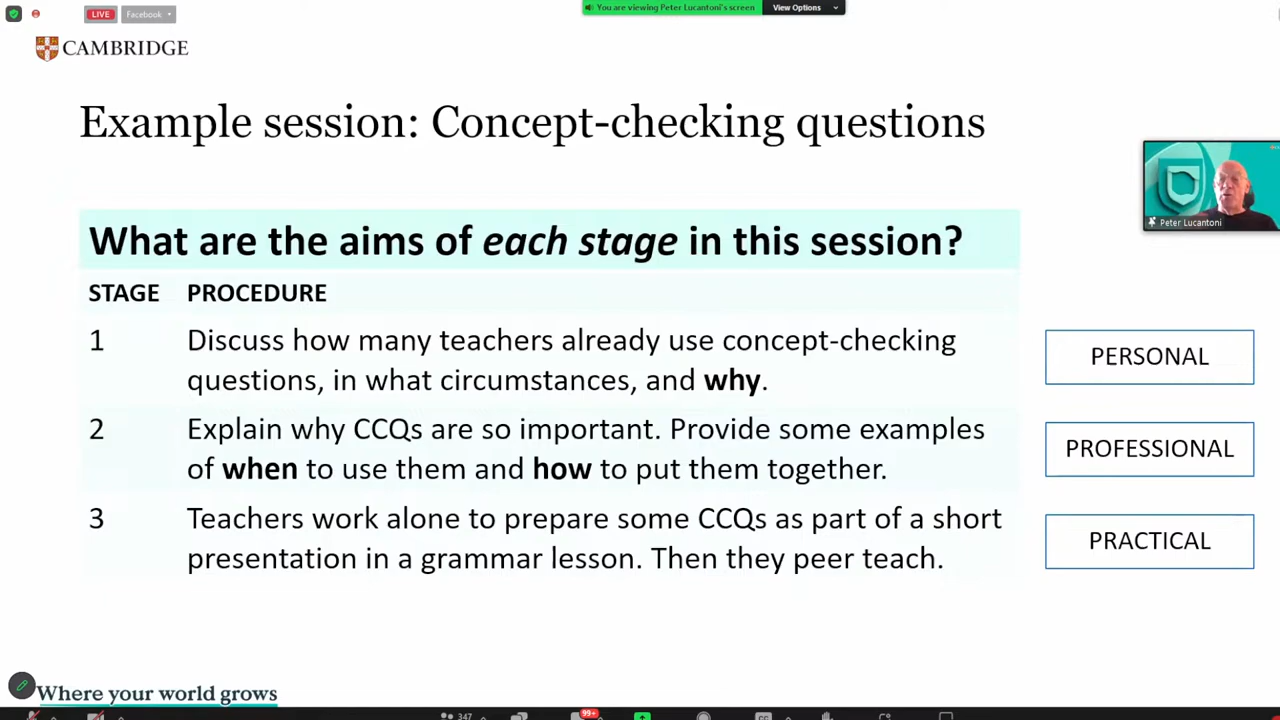 LIVE
Facebook
You are viewing Peter Lucantoni's screen
View Options
CAMBRIDGE
Example session: Concept-checking questions
Peter Lucantoni
What are the aims of each stage in this session?
STAGE PROCEDURE
1 Discuss how many teachers already use concept-checking
questions, in what circumstances, and why.
PERSONAL
2 Explain why CCQs are so important. Provide some examples
of when to use them and how to put them together.
PROFESSIONAL
3 Teachers work alone to prepare some CCQs as part of a short
presentation in a grammar lesson. Then they peer teach.
PRACTICAL
Where your world grows
347
99+
CC